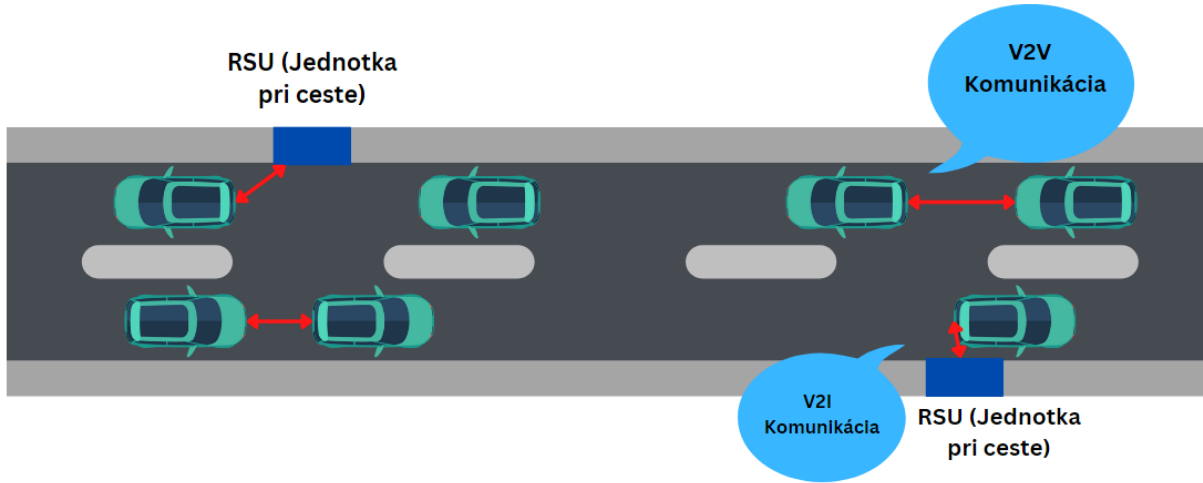 RSU (Jednotka
pri ceste)
V2V
Komunikácia
V2I
Komunikácia
RSU (Jednotka
pri ceste)